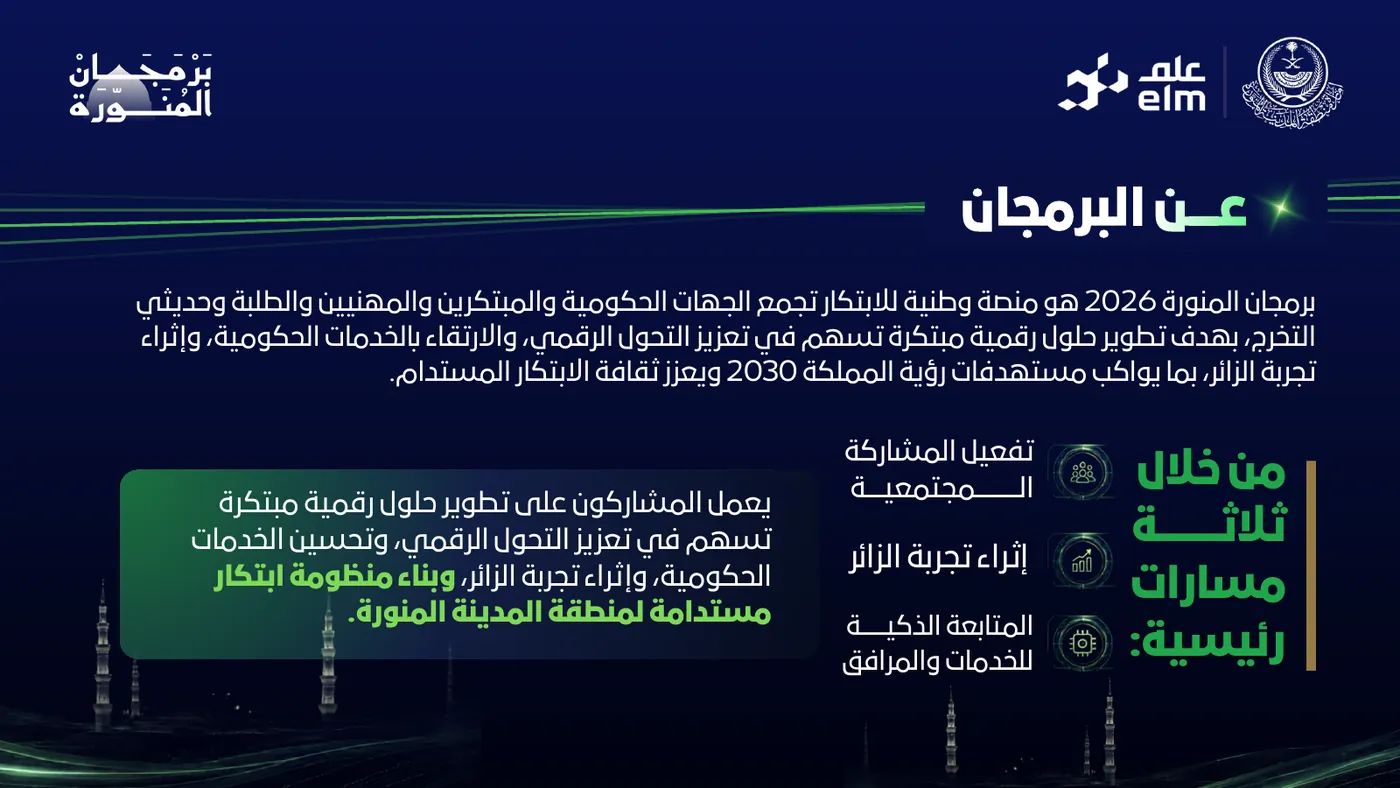 علم
elm
بَرْمَجَان
المُنَوَّرَة
عن البرمجان
برمجان المنورة 2026 هو منصة وطنية للابتكار تجمع الجهات الحكومية والمبتكرين والمهنيين والطلبة وحديثي
التخرج، بهدف تطوير حلول رقمية مبتكرة تسهم في تعزيز التحول الرقمي، والارتقاء بالخدمات الحكومية، وإثراء
تجربة الزائر، بما يواكب مستهدفات رؤية المملكة 2030 ويعزز ثقافة الابتكار المستدام.
من خلال
ثلاثة
مسارات
رئيسية:
تفعيل المشاركة
المجتمعية
إثراء تجربة الزائر
المتابعة الذكية
للخدمات والمرافق
يعمل المشاركون على تطوير حلول رقمية مبتكرة
تسهم في تعزيز التحول الرقمي، وتحسين الخدمات
الحكومية، وإثراء تجربة الزائر، وبناء منظومة ابتكار
مستدامة لمنطقة المدينة المنورة.